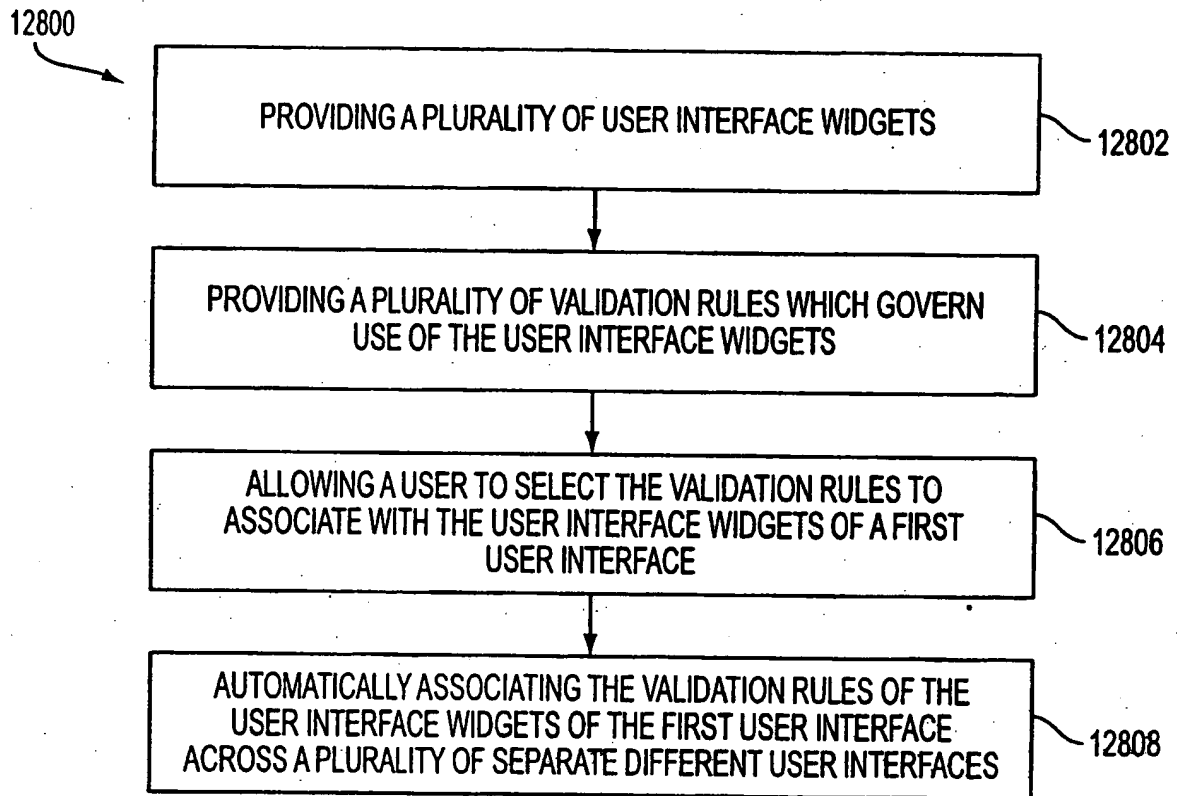 12800
PROVIDING A PLURALITY OF USER INTERFACE WIDGETS
12802
PROVIDING A PLURALITY OF VALIDATION RULES WHICH GOVERN
USE OF THE USER INTERFACE WIDGETS
12804
ALLOWING A USER TO SELECT THE VALIDATION RULES TO
ASSOCIATE WITH THE USER INTERFACE WIDGETS OF A FIRST
USER INTERFACE
12806
AUTOMATICALLY ASSOCIATING THE VALIDATION RULES OF THE
USER INTERFACE WIDGETS OF THE FIRST USER INTERFACE
ACROSS A PLURALITY OF SEPARATE DIFFERENT USER INTERFACES
12808